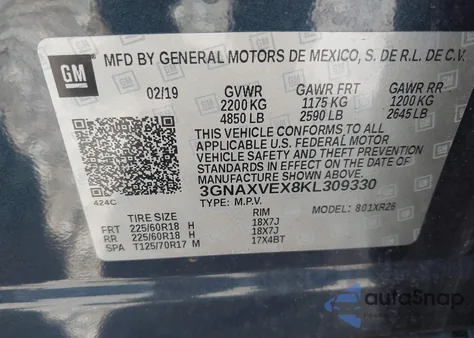 GM
MFD BY GENERAL MOTORS DE MEXICO, S. DE R.L. DE C.V.
02/19 GVWR GAWR FRT GAWR RR
2200 KG 1175 KG 1200 KG
4850 LB 2590 LB 2645 LB
THIS VEHICLE CONFORMS TO ALL
APPLICABLE U.S. FEDERAL MOTOR
VEHICLE SAFETY AND THEFT PREVENTION
STANDARDS IN EFFECT ON THE DATE OF
MANUFACTURE SHOWN ABOVE.
424C 3GNAXVEX8KL309330
TYPE: M.P.V. MODEL: 801XR26
TIRE SIZE RIM
FRT 225/60R18 H 18X7J
RR 225/60R18 H 18X7J
SPA T125/70R17 M 17X4BT
autoSnap